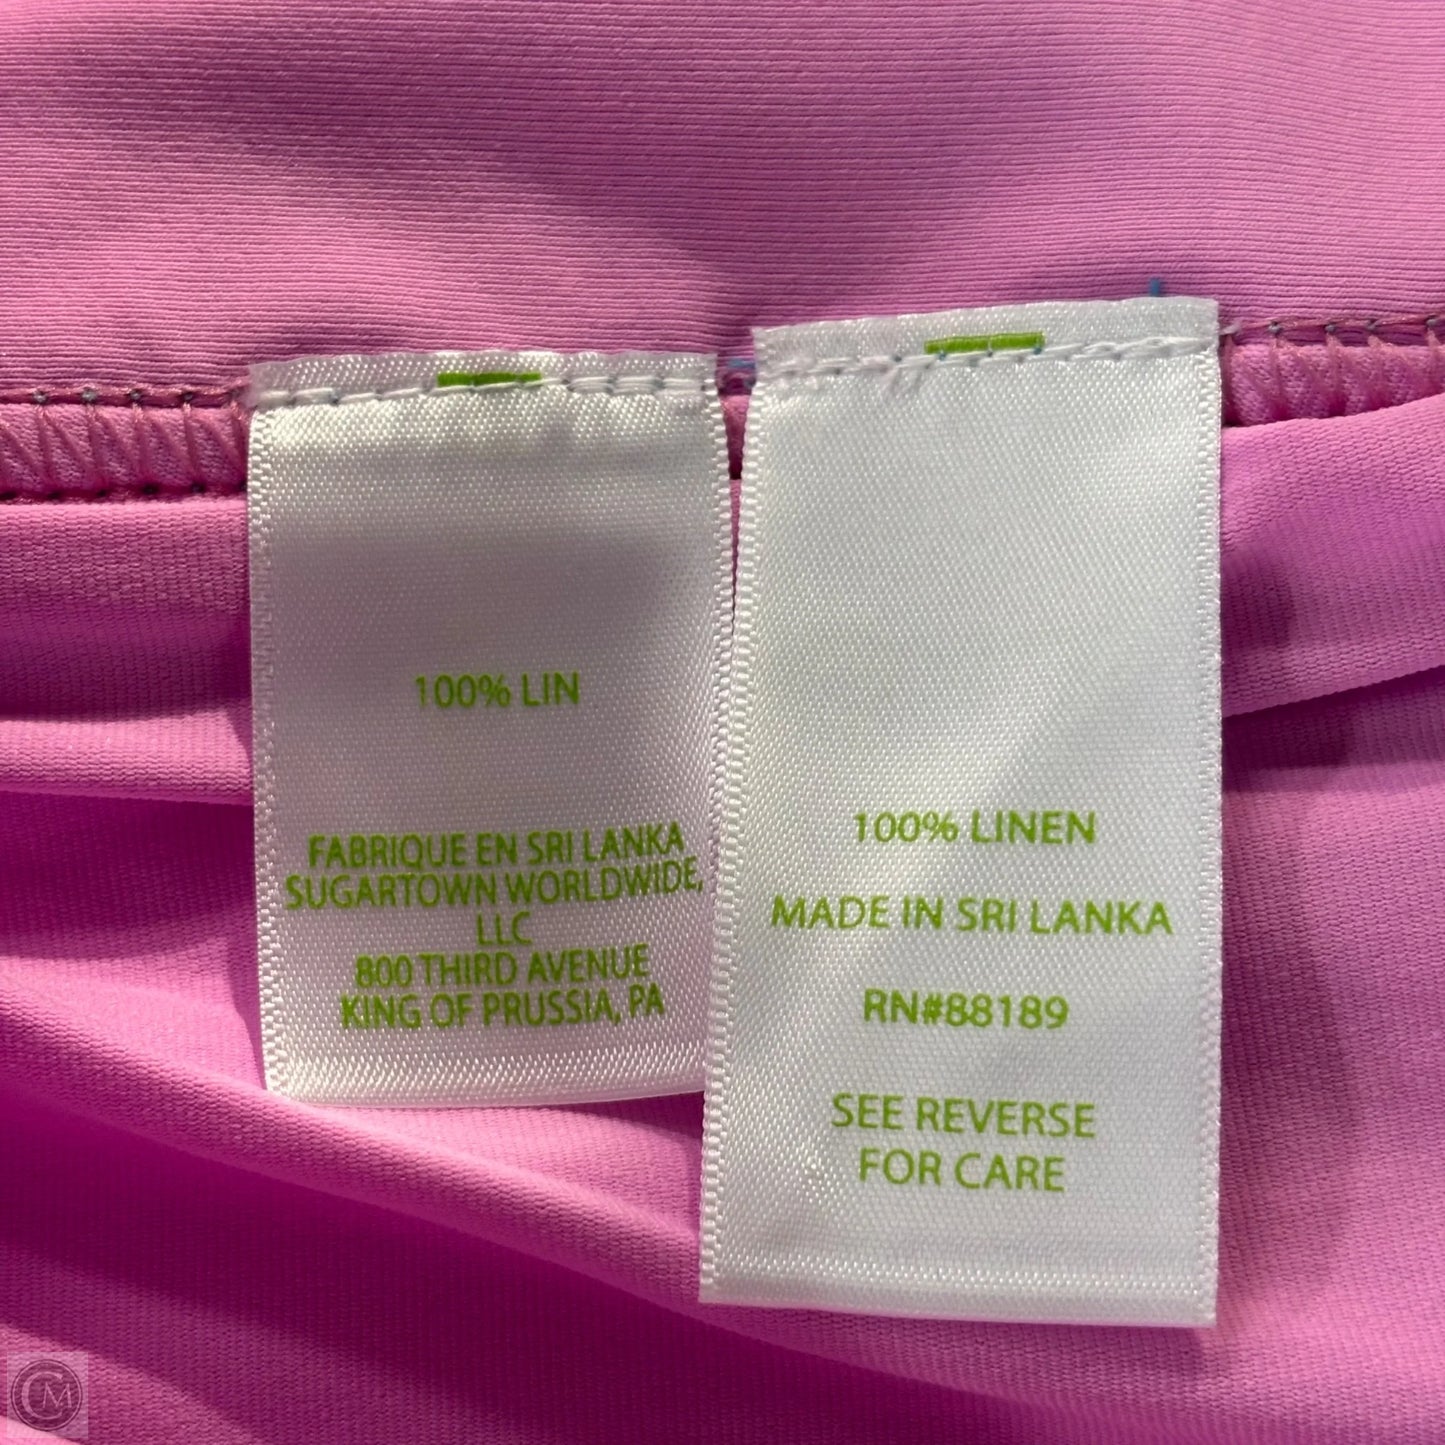 100% LIN
FABRIQUE EN SRI LANKA
SUGARTOWN WORLDWIDE,
LLC
800 THIRD AVENUE
KING OF PRUSSIA, PA
100% LINEN
MADE IN SRI LANKA
RN#88189
SEE REVERSE
FOR CARE
CM